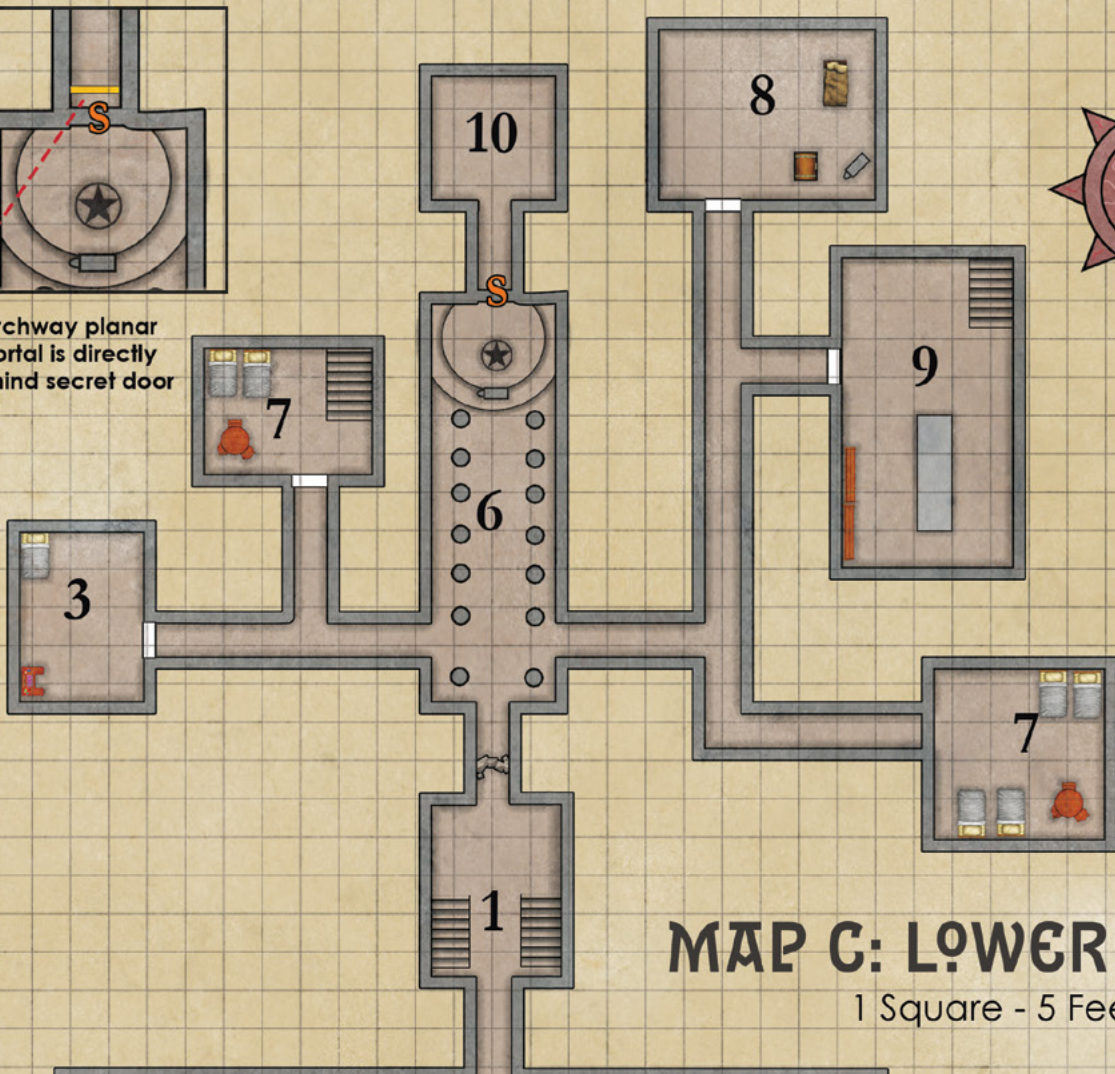 S
10
8
S
rchway planar
ortal is directly
hind secret door
9
7
6
3
7
1
MAP C: LOWER
1 Square - 5 Fee